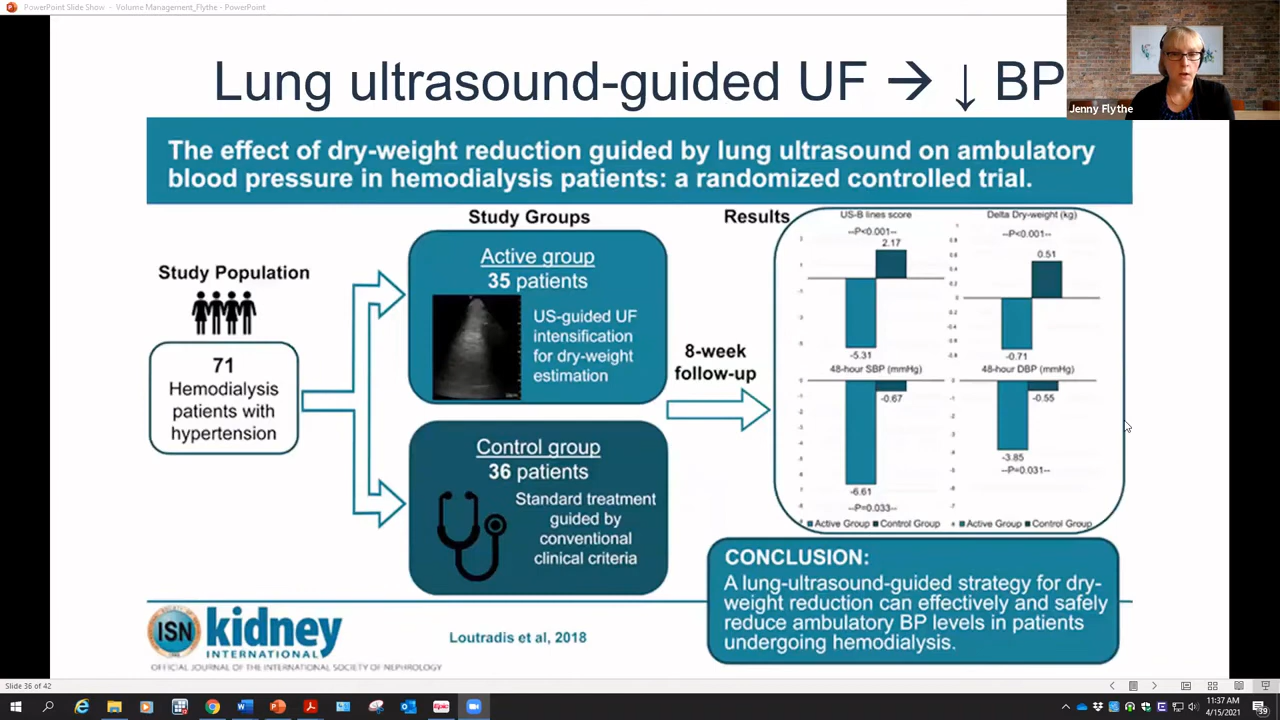 PowerPoint Slide Show - Volume Management_Flythe - PowerPoint
Lung ultrasound-guided UF → ↓ BP
Jenny Flythe
The effect of dry-weight reduction guided by lung ultrasound on ambulatory
blood pressure in hemodialysis patients: a randomized controlled trial.
Study Population
71
Hemodialysis
patients with
hypertension
Study Groups
Active group
35 patients
US-guided UF
intensification
for dry-weight
estimation
Control group
36 patients
Standard treatment
guided by
conventional
clinical criteria
8-week
follow-up
Results
US-B lines score
--P<0.001--
2.17
-5.31
Delta Dry-weight (kg)
--P<0.001--
0.51
-0.71
48-hour SBP (mmHg)
-0.67
-6.61
--P=0.033--
48-hour DBP (mmHg)
-0.55
-3.85
--P=0.031--
Active Group Control Group
Active Group Control Group
CONCLUSION:
A lung-ultrasound-guided strategy for dry-
weight reduction can effectively and safely
reduce ambulatory BP levels in patients
undergoing hemodialysis.
ISN
kidney
INTERNATIONAL
OFFICIAL JOURNAL OF THE INTERNATIONAL SOCIETY OF NEPHROLOGY
Loutradis et al, 2018
Slide 36 of 42
Epic
11:37 AM
4/15/2021
39